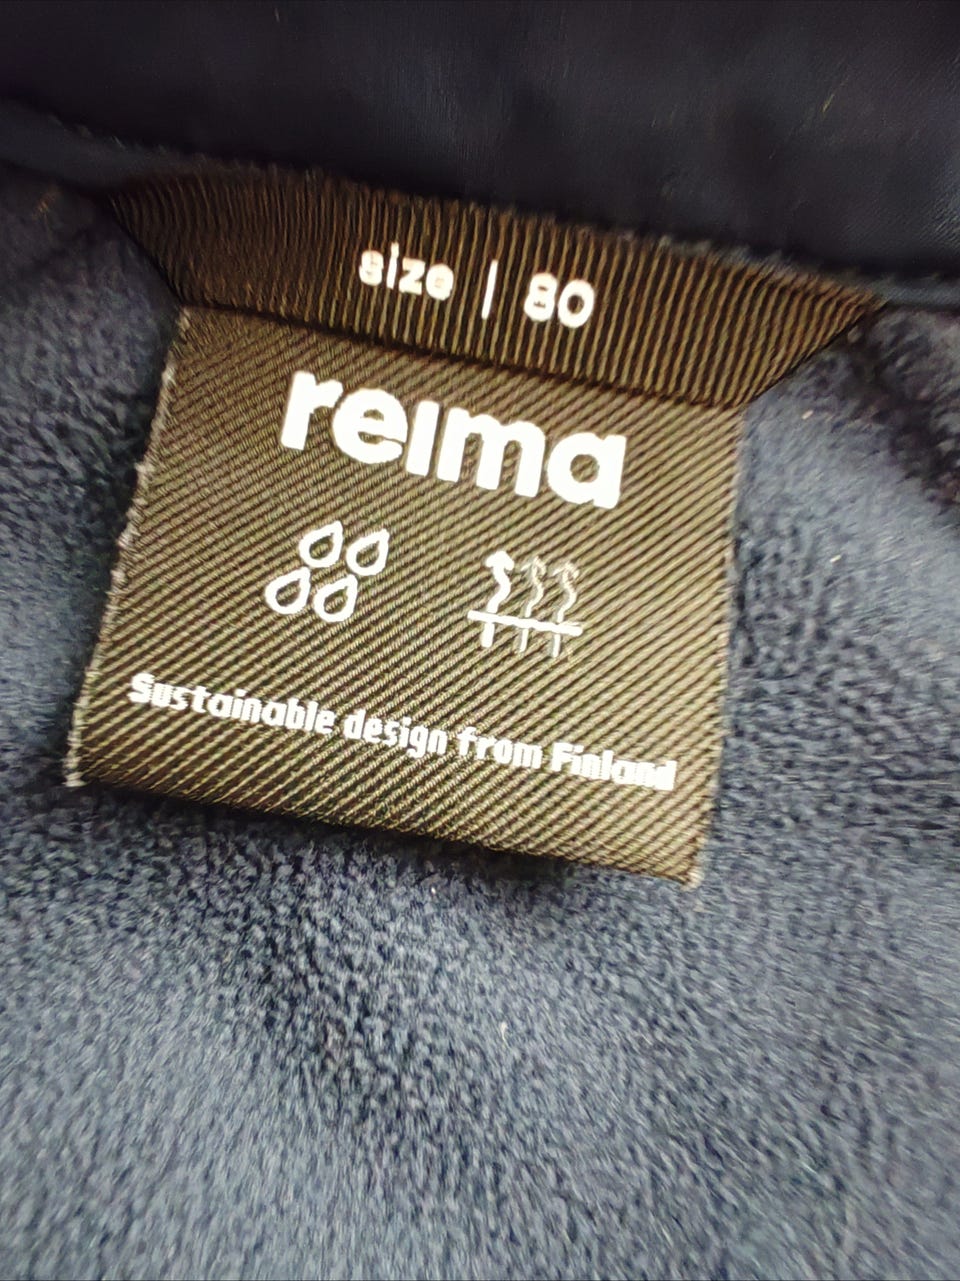 size | 80
reima
Sustainable design from Finland